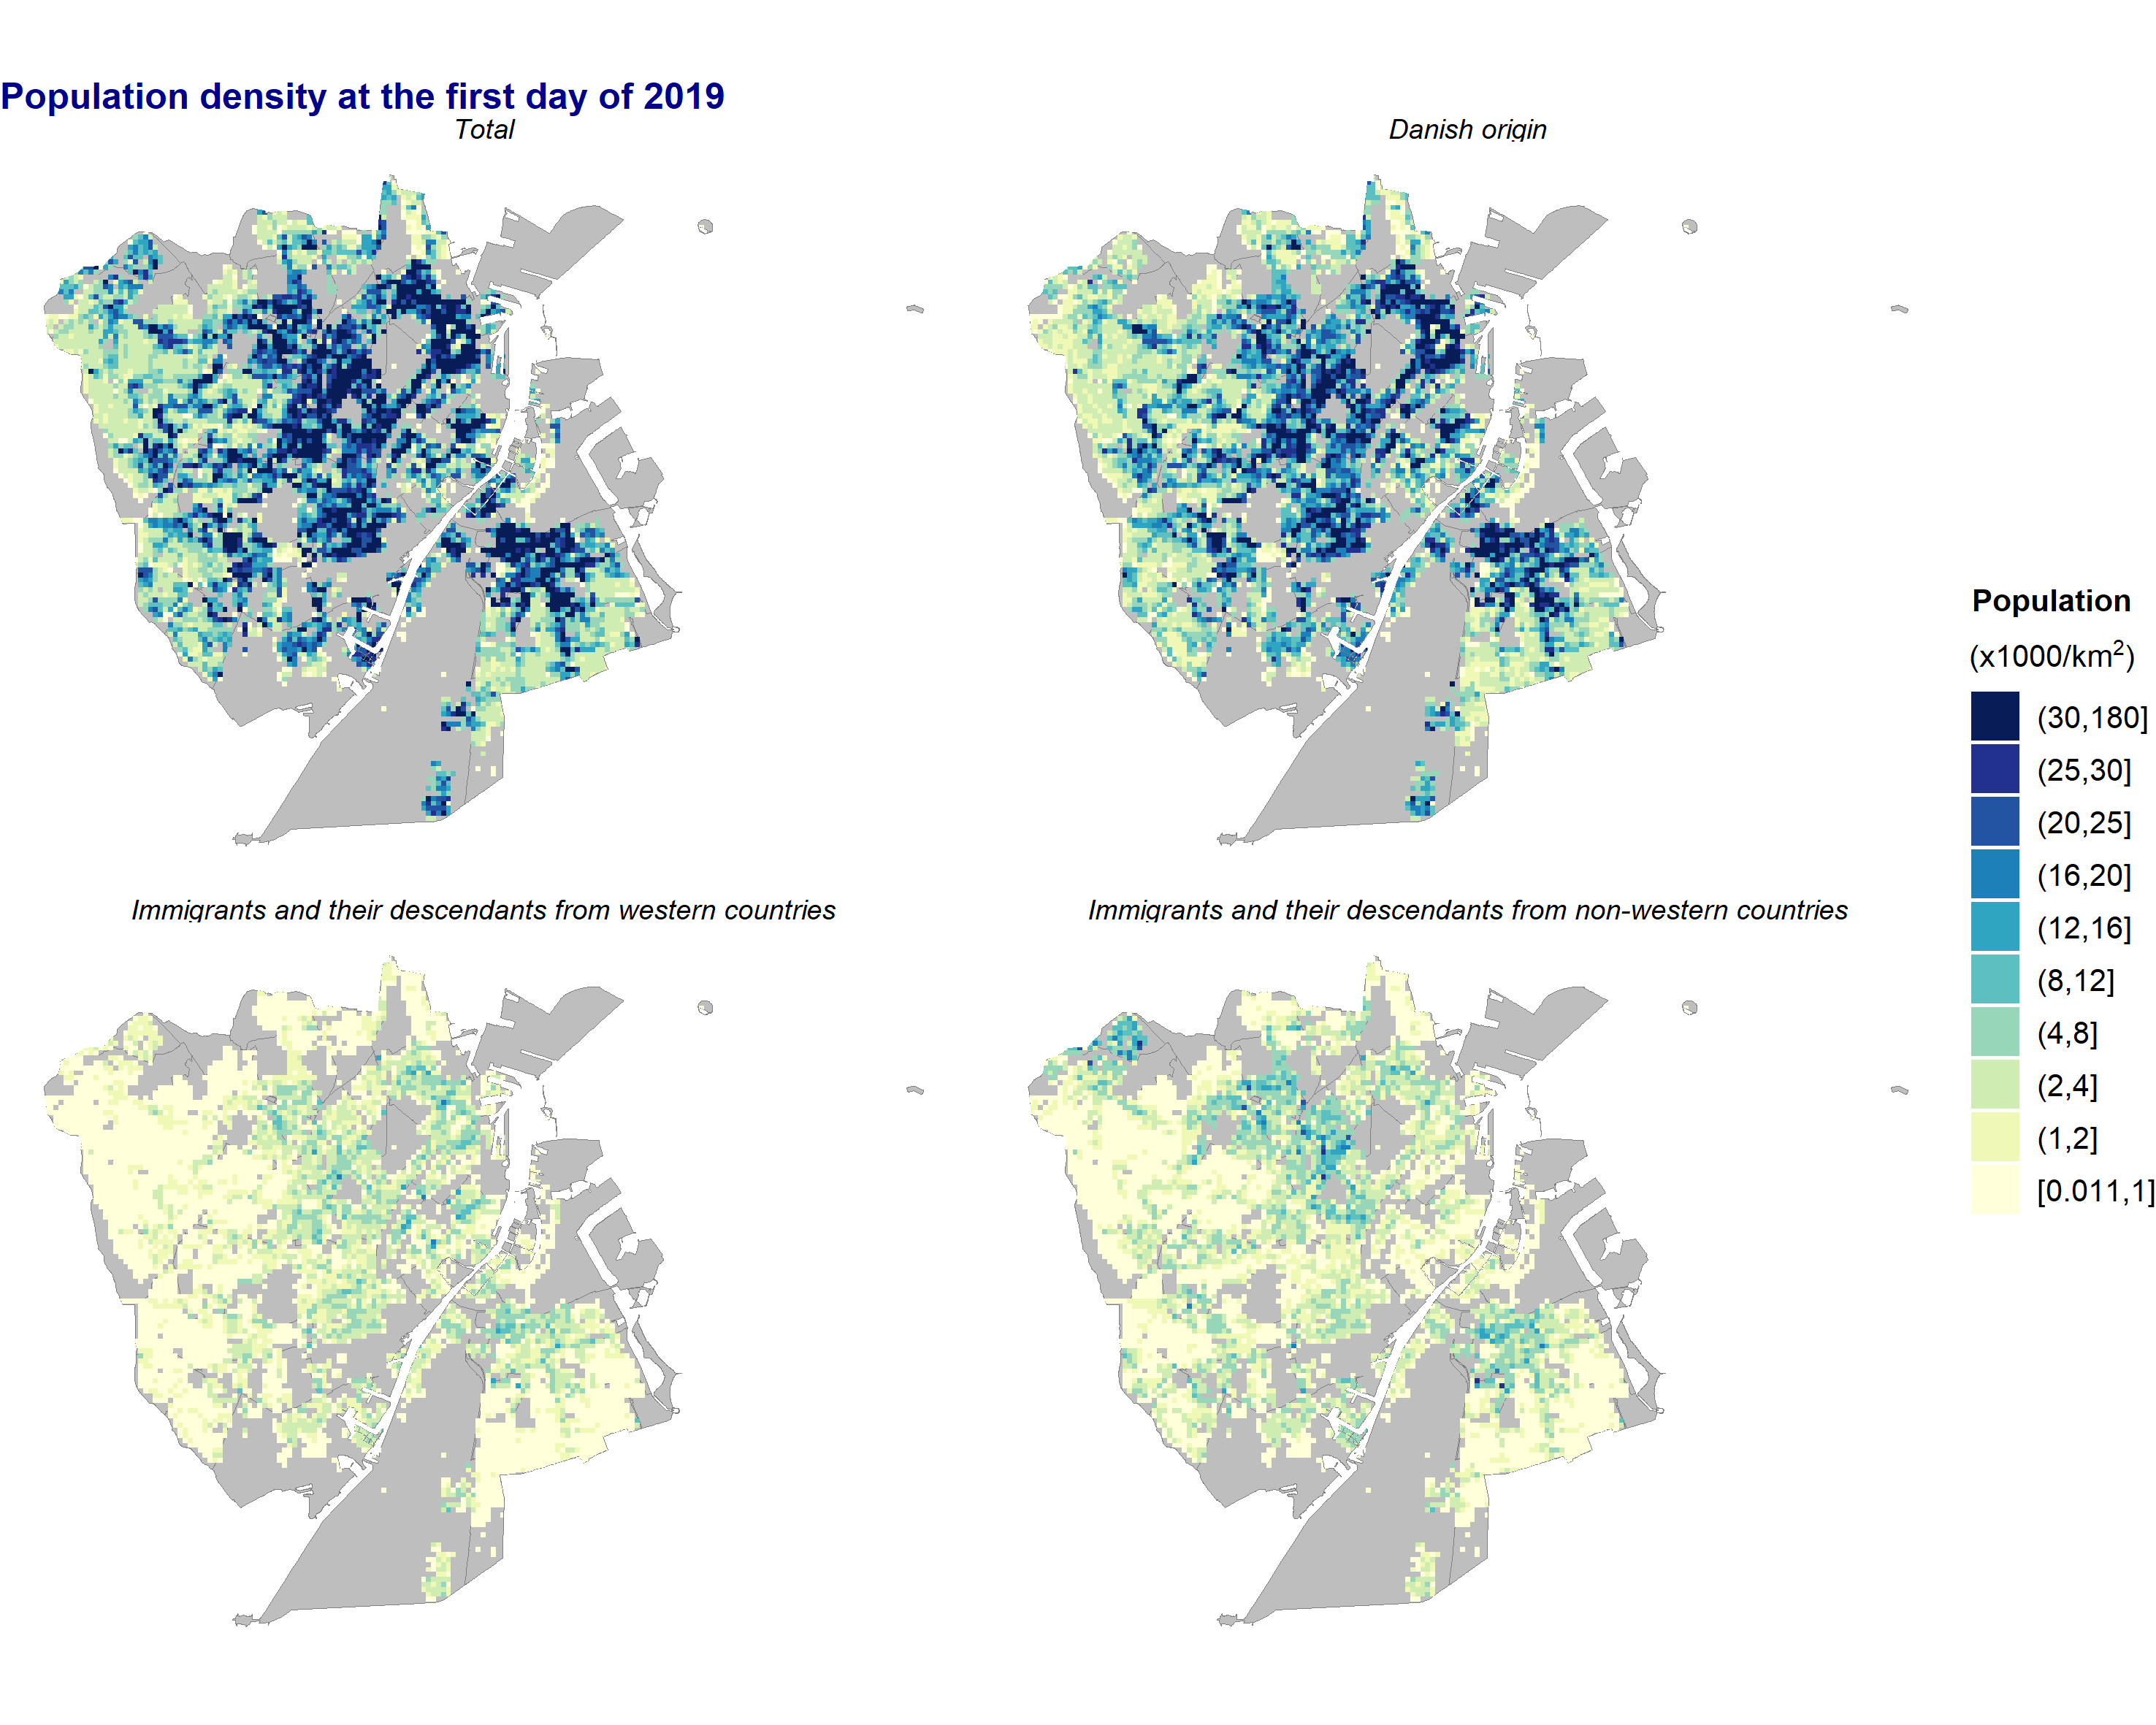 Population density at the first day of 2019
Total
Danish origin
Immigrants and their descendants from western countries
Immigrants and their descendants from non-western countries
Population
(x1000/km²)
(30,180]
(25,30]
(20,25]
(16,20]
(12,16]
(8,12]
(4,8]
(2,4]
(1,2]
[0.011,1]